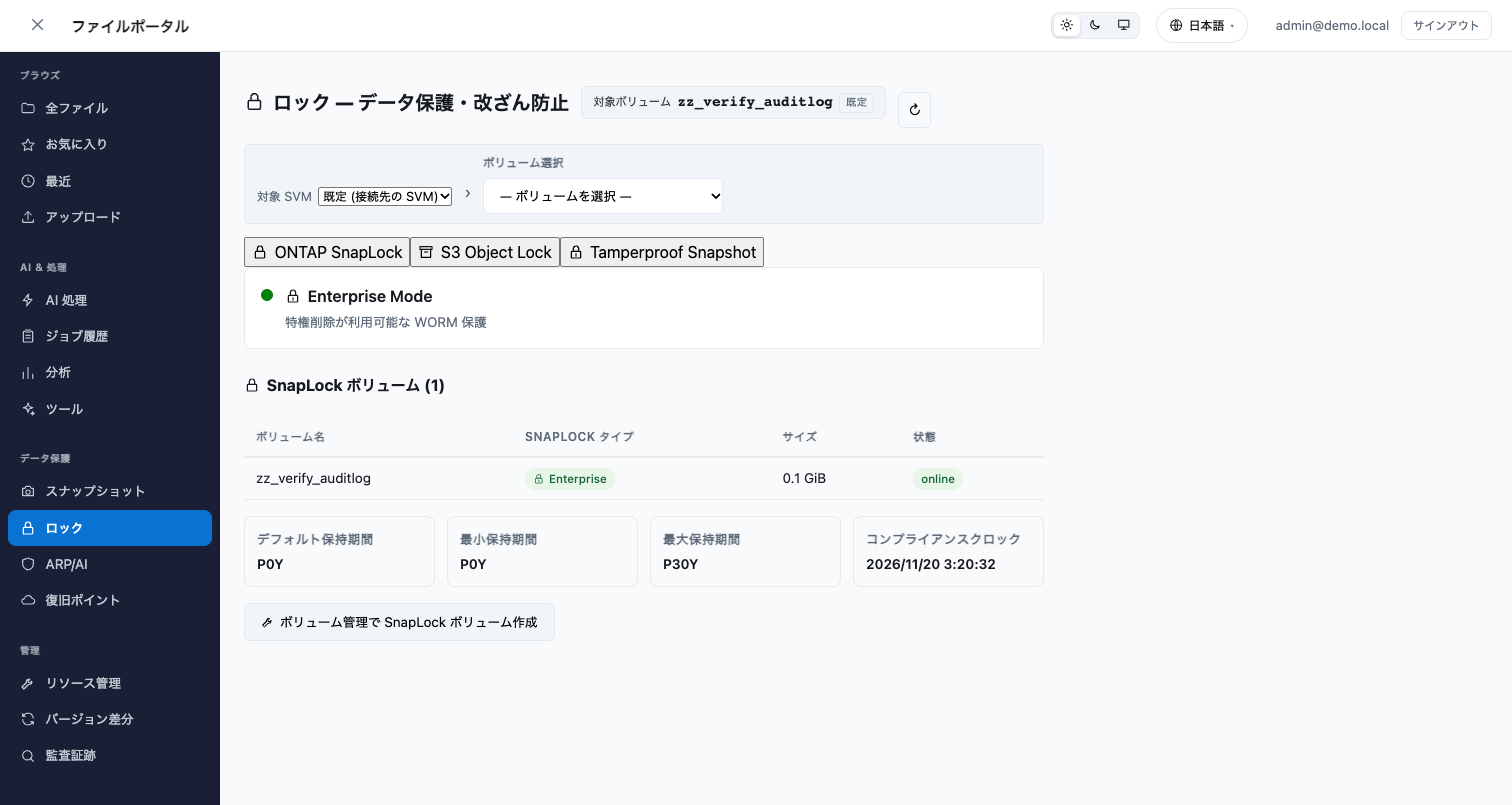 ファイルポータル
日本語
admin@demo.local
サインアウト
ブラウズ
全ファイル
お気に入り
最近
アップロード
AI & 処理
AI 処理
ジョブ履歴
分析
ツール
データ保護
スナップショット
ロック
ARP/AI
復旧ポイント
管理
リソース管理
バージョン差分
監査証跡
ロック — データ保護・改ざん防止
対象ボリューム zz_verify_auditlog 既定
ボリューム選択
対象 SVM 既定 (接続先の SVM) › — ボリュームを選択 —
ONTAP SnapLock
S3 Object Lock
Tamperproof Snapshot
Enterprise Mode
特権削除が利用可能な WORM 保護
SnapLock ボリューム (1)
ボリューム名 SNAPLOCK タイプ サイズ 状態
zz_verify_auditlog Enterprise 0.1 GiB online
デフォルト保持期間
P0Y
最小保持期間
P0Y
最大保持期間
P30Y
コンプライアンスクロック
2026/11/20 3:20:32
ボリューム管理で SnapLock ボリューム作成